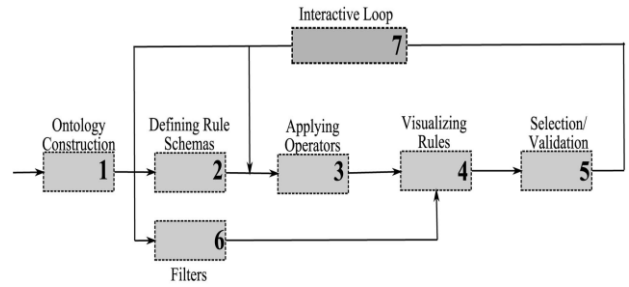 Interactive Loop
7
Ontology
Construction
1
Defining Rule
Schemas
2
Applying
Operators
3
Visualizing
Rules
4
Selection/
Validation
5
6
Filters